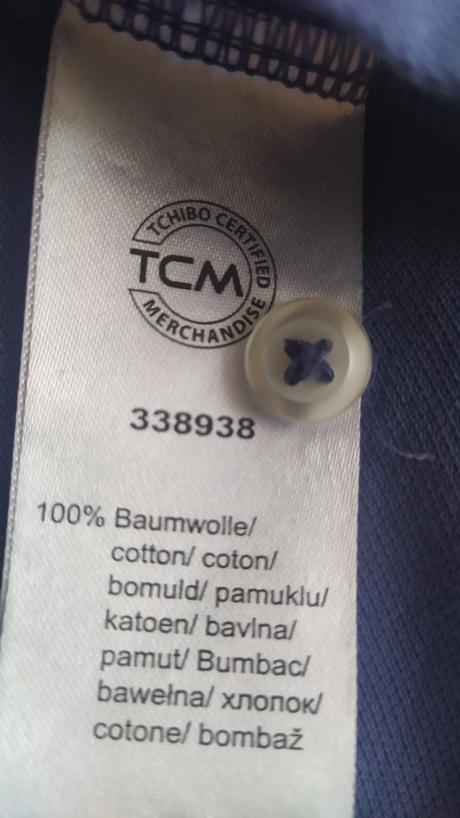 TCHIBO CERTIFIED
TCM
MERCHANDISE
338938
100% Baumwolle/
cotton/ coton/
bomuld/ pamuklu/
katoen/ bavlna/
pamut/ Bumbac/
bawełna/ хлопок/
cotone/ bombaž